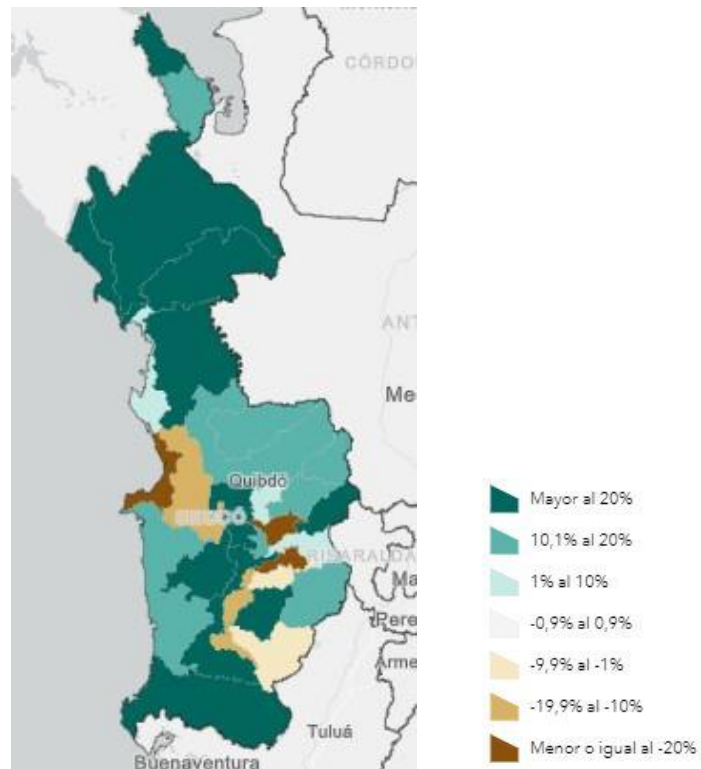 CÓRDO
ANT
Me
Quibdó
CHOCÓ
RISARALDA
Ma
Pere
Arme
Tuluá
Buenaventura
Mayor al 20%
10,1% al 20%
1% al 10%
-0,9% al 0,9%
-9,9% al -1%
-19,9% al -10%
Menor o igual al -20%